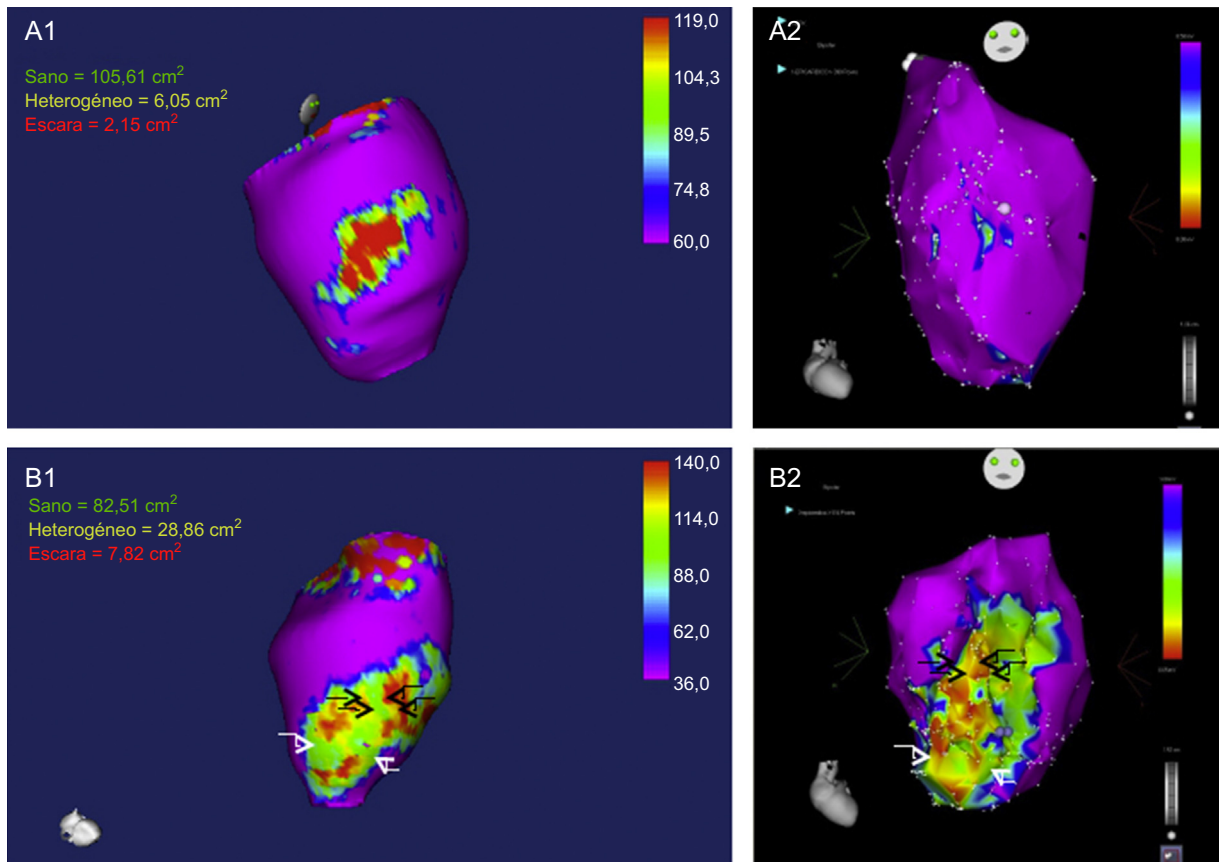 A1
Sano = 105,61 cm²
Heterogéneo = 6,05 cm²
Escara = 2,15 cm²
119,0
104,3
89,5
74,8
60,0
A2
Bipolar
B1
Sano = 82,51 cm²
Heterogéneo = 28,86 cm²
Escara = 7,82 cm²
140,0
114,0
88,0
62,0
36,0
B2
Bipolar